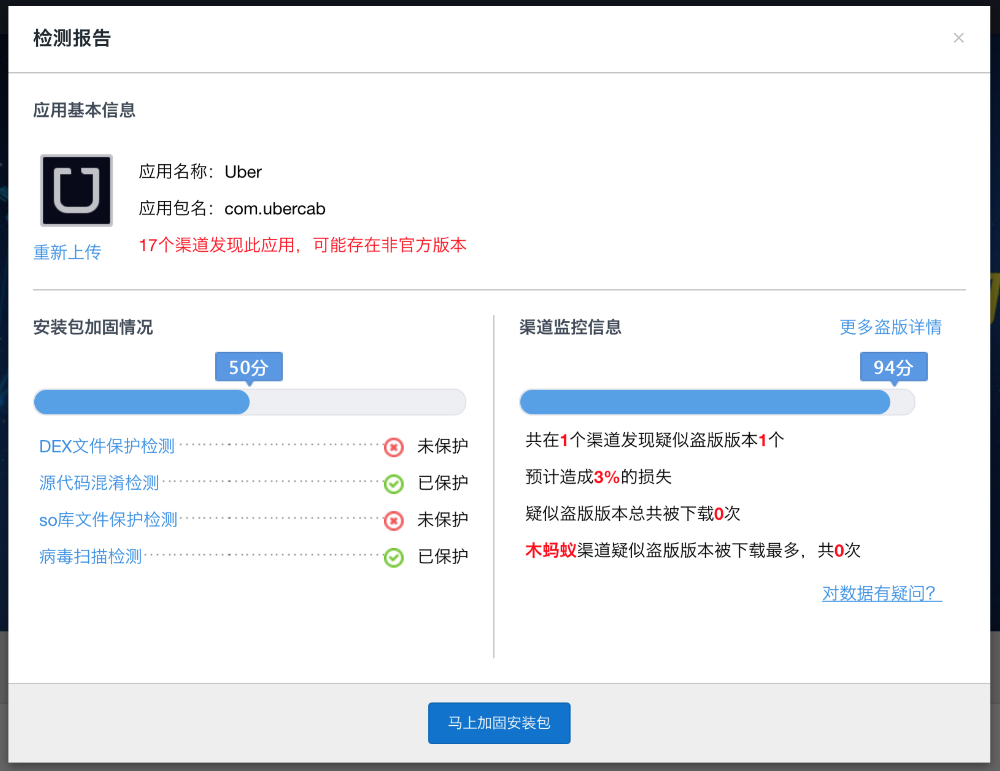 检测报告
×
应用基本信息
应用名称：Uber
应用包名：com.ubercab
17个渠道发现此应用，可能存在非官方版本
重新上传
安装包加固情况
50分
DEX文件保护检测 未保护
源代码混淆检测 已保护
so库文件保护检测 未保护
病毒扫描检测 已保护
渠道监控信息
更多盗版详情
94分
共在1个渠道发现疑似盗版版本1个
预计造成3%的损失
疑似盗版版本总共被下载0次
木蚂蚁渠道疑似盗版版本被下载最多，共0次
对数据有疑问？
马上加固安装包